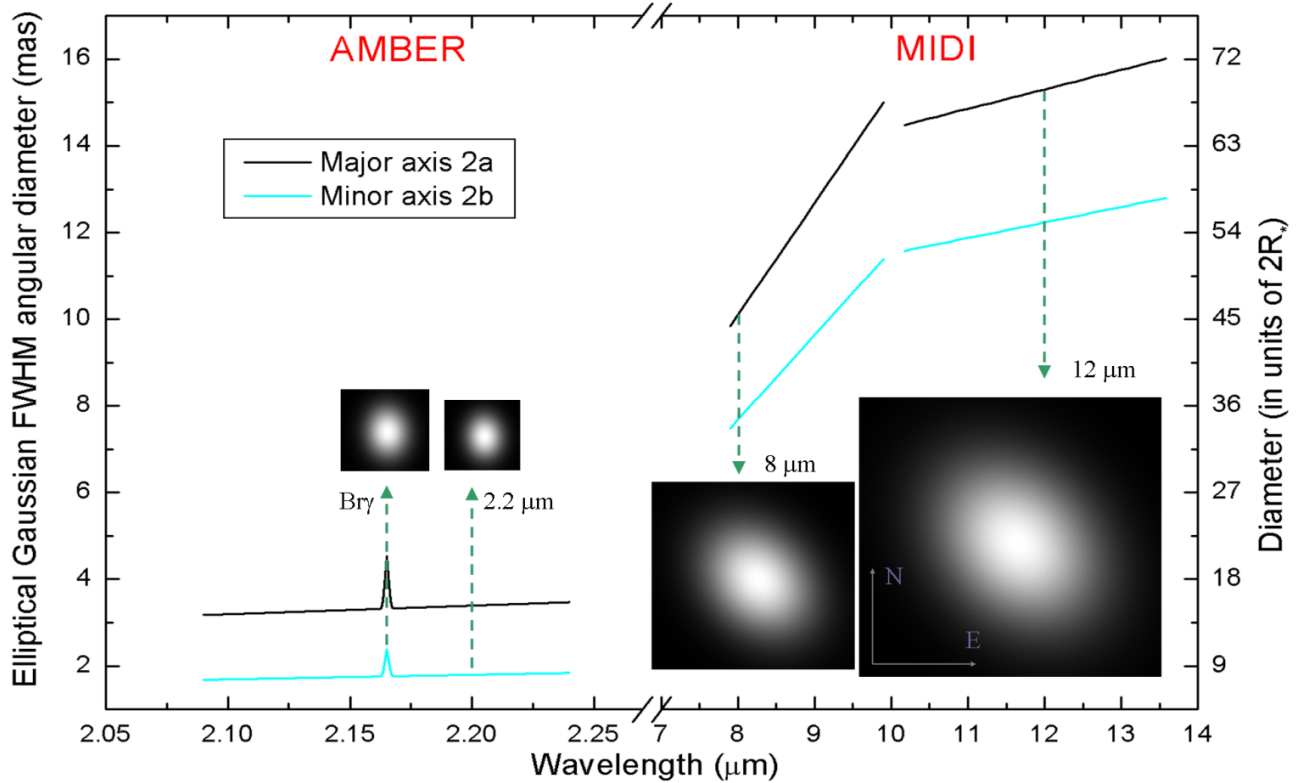 AMBER
MIDI
Elliptical Gaussian FWHM angular diameter (mas)
16
14
12
10
8
6
4
2
Major axis 2a
Minor axis 2b
Brγ
2.2 μm
8 μm
12 μm
N
E
72
63
54
45
36
27
18
9
Diameter (in units of 2R*)
2.05 2.10 2.15 2.20 2.25 7 8 9 10 11 12 13 14
Wavelength (μm)